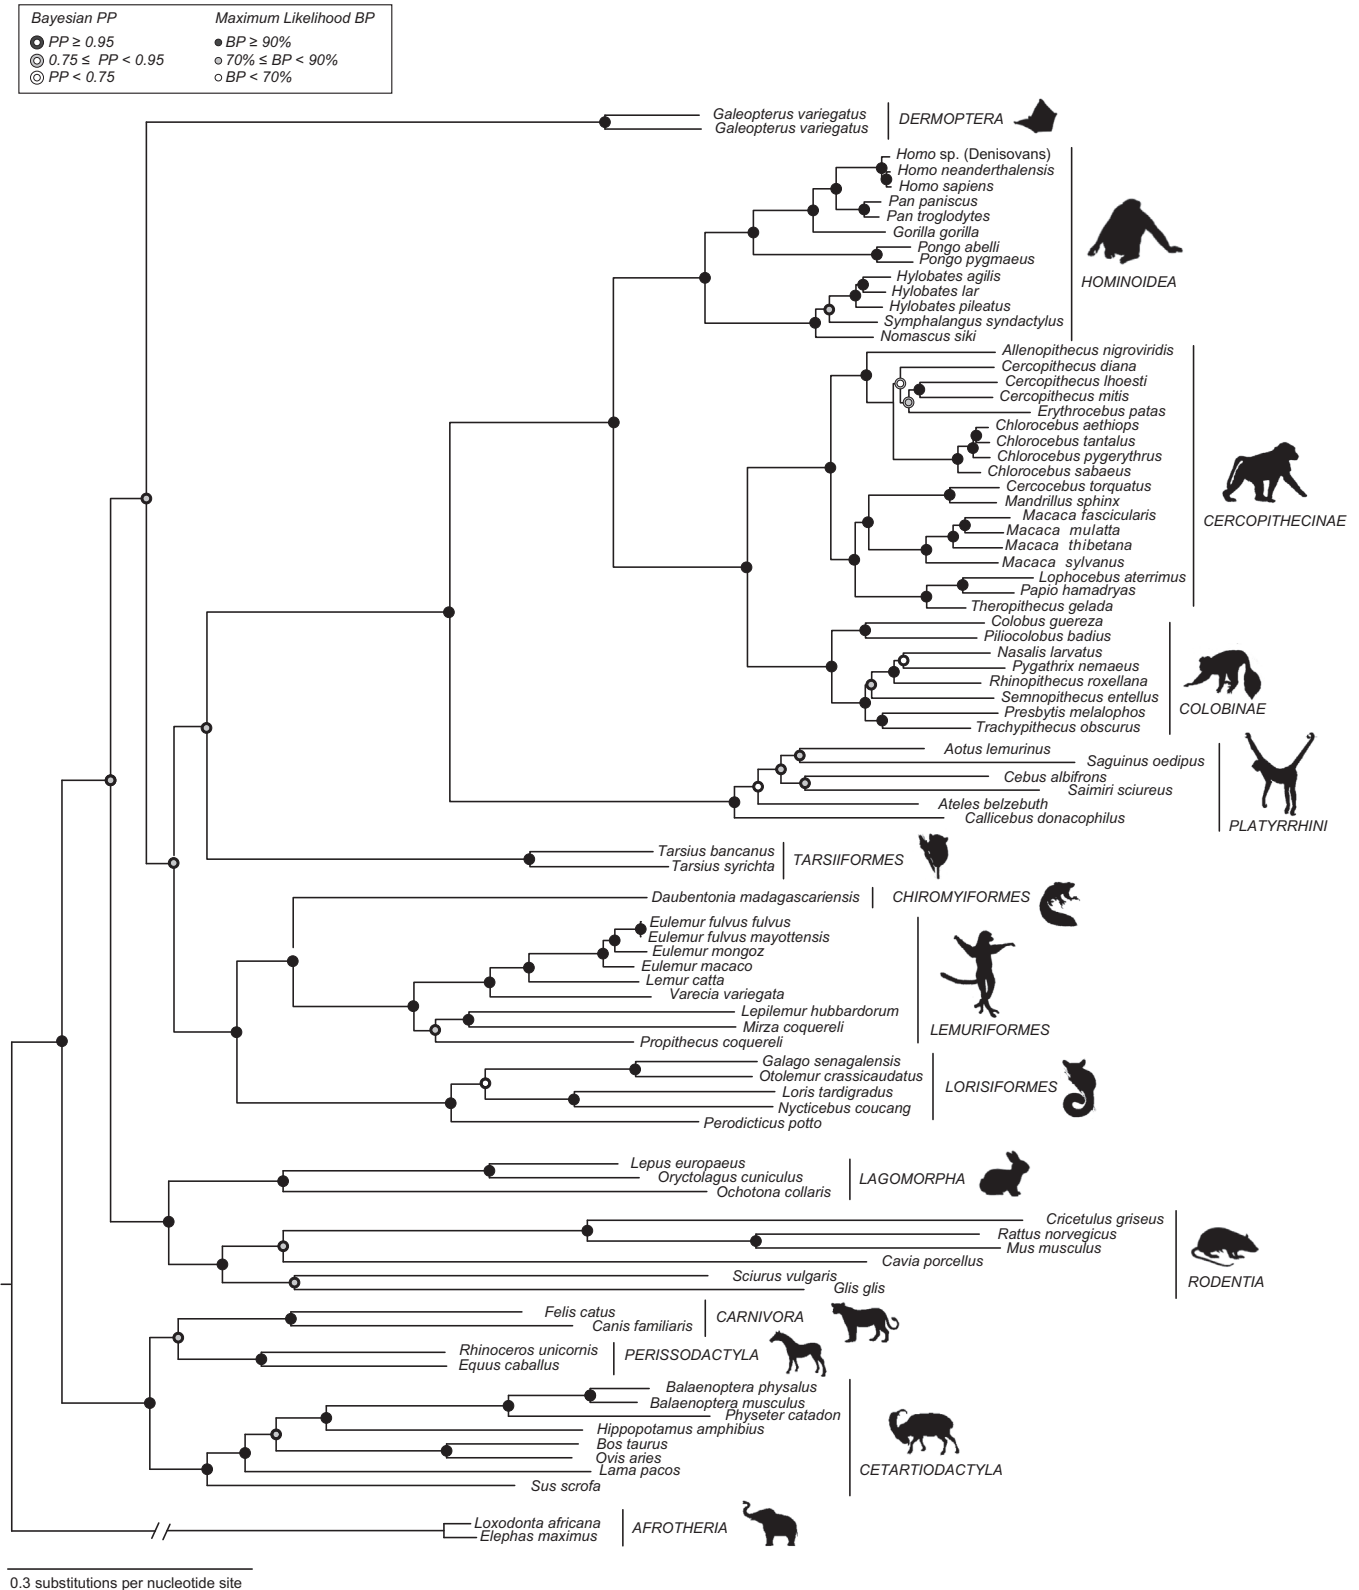 Bayesian PP
Maximum Likelihood BP
PP ≥ 0.95
BP ≥ 90%
0.75 ≤ PP < 0.95
70% ≤ BP < 90%
PP < 0.75
BP < 70%
Galeopterus variegatus
Galeopterus variegatus
DERMOPTERA
Homo sp. (Denisovans)
Homo neanderthalensis
Homo sapiens
Pan paniscus
Pan troglodytes
Gorilla gorilla
Pongo abelli
Pongo pygmaeus
Hylobates agilis
Hylobates lar
Hylobates pileatus
Symphalangus syndactylus
Nomascus siki
HOMINOIDEA
Allenopithecus nigroviridis
Cercopithecus diana
Cercopithecus lhoesti
Cercopithecus mitis
Erythrocebus patas
Chlorocebus aethiops
Chlorocebus tantalus
Chlorocebus pygerythrus
Chlorocebus sabaeus
Cercocebus torquatus
Mandrillus sphinx
Macaca fascicularis
Macaca mulatta
Macaca thibetana
Macaca sylvanus
Lophocebus aterrimus
Papio hamadryas
Theropithecus gelada
CERCOPITHECINAE
Colobus guereza
Piliocolobus badius
Nasalis larvatus
Pygathrix nemaeus
Rhinopithecus roxellana
Semnopithecus entellus
Presbytis melalophos
Trachypithecus obscurus
COLOBINAE
Aotus lemurinus
Saguinus oedipus
Cebus albifrons
Saimiri sciureus
Ateles belzebuth
Callicebus donacophilus
PLATYRRHINI
Tarsius bancanus
Tarsius syrichta
TARSIIFORMES
Daubentonia madagascariensis
CHIROMYIFORMES
Eulemur fulvus fulvus
Eulemur fulvus mayottensis
Eulemur mongoz
Eulemur macaco
Lemur catta
Varecia variegata
Lepilemur hubbardorum
Mirza coquereli
Propithecus coquereli
LEMURIFORMES
Galago senagalensis
Otolemur crassicaudatus
Loris tardigradus
Nycticebus coucang
Perodicticus potto
LORISIFORMES
Lepus europaeus
Oryctolagus cuniculus
Ochotona collaris
LAGOMORPHA
Cricetulus griseus
Rattus norvegicus
Mus musculus
Cavia porcellus
Sciurus vulgaris
Glis glis
RODENTIA
Felis catus
Canis familiaris
CARNIVORA
Rhinoceros unicornis
Equus caballus
PERISSODACTYLA
Balaenoptera physalus
Balaenoptera musculus
Physeter catadon
Hippopotamus amphibius
Bos taurus
Ovis aries
Lama pacos
Sus scrofa
CETARTIODACTYLA
Loxodonta africana
Elephas maximus
AFROTHERIA
0.3 substitutions per nucleotide site